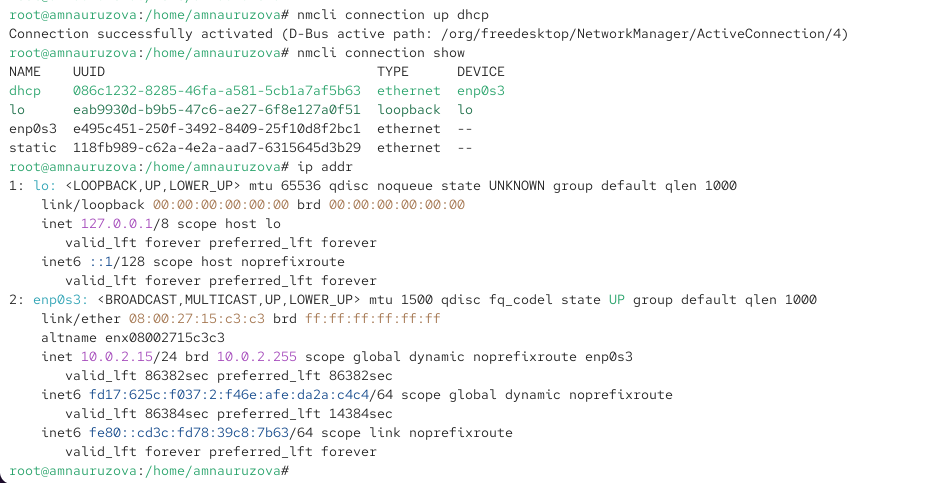 root@amnauruzova:/home/amnauruzova# nmcli connection up dhcp
Connection successfully activated (D-Bus active path: /org/freedesktop/NetworkManager/ActiveConnection/4)
root@amnauruzova:/home/amnauruzova# nmcli connection show
NAME    UUID                                  TYPE      DEVICE
dhcp    086c1232-8285-46fa-a581-5cb1a7af5b63  ethernet  enp0s3
lo      eab9930d-b9b5-47c6-ae27-6f8e127a0f51  loopback  lo
enp0s3  e495c451-250f-3492-8409-25f10d8f2bc1  ethernet  --
static  118fb989-c62a-4e2a-aad7-6315645d3b29  ethernet  --
root@amnauruzova:/home/amnauruzova# ip addr
1: lo: <LOOPBACK,UP,LOWER_UP> mtu 65536 qdisc noqueue state UNKNOWN group default qlen 1000
    link/loopback 00:00:00:00:00:00 brd 00:00:00:00:00:00
    inet 127.0.0.1/8 scope host lo
       valid_lft forever preferred_lft forever
    inet6 ::1/128 scope host noprefixroute
       valid_lft forever preferred_lft forever
2: enp0s3: <BROADCAST,MULTICAST,UP,LOWER_UP> mtu 1500 qdisc fq_codel state UP group default qlen 1000
    link/ether 08:00:27:15:c3:c3 brd ff:ff:ff:ff:ff:ff
    altname enx08002715c3c3
    inet 10.0.2.15/24 brd 10.0.2.255 scope global dynamic noprefixroute enp0s3
       valid_lft 86382sec preferred_lft 86382sec
    inet6 fd17:625c:f037:2:f46e:afe:da2a:c4c4/64 scope global dynamic noprefixroute
       valid_lft 86384sec preferred_lft 14384sec
    inet6 fe80::cd3c:fd78:39c8:7b63/64 scope link noprefixroute
       valid_lft forever preferred_lft forever
root@amnauruzova:/home/amnauruzova#